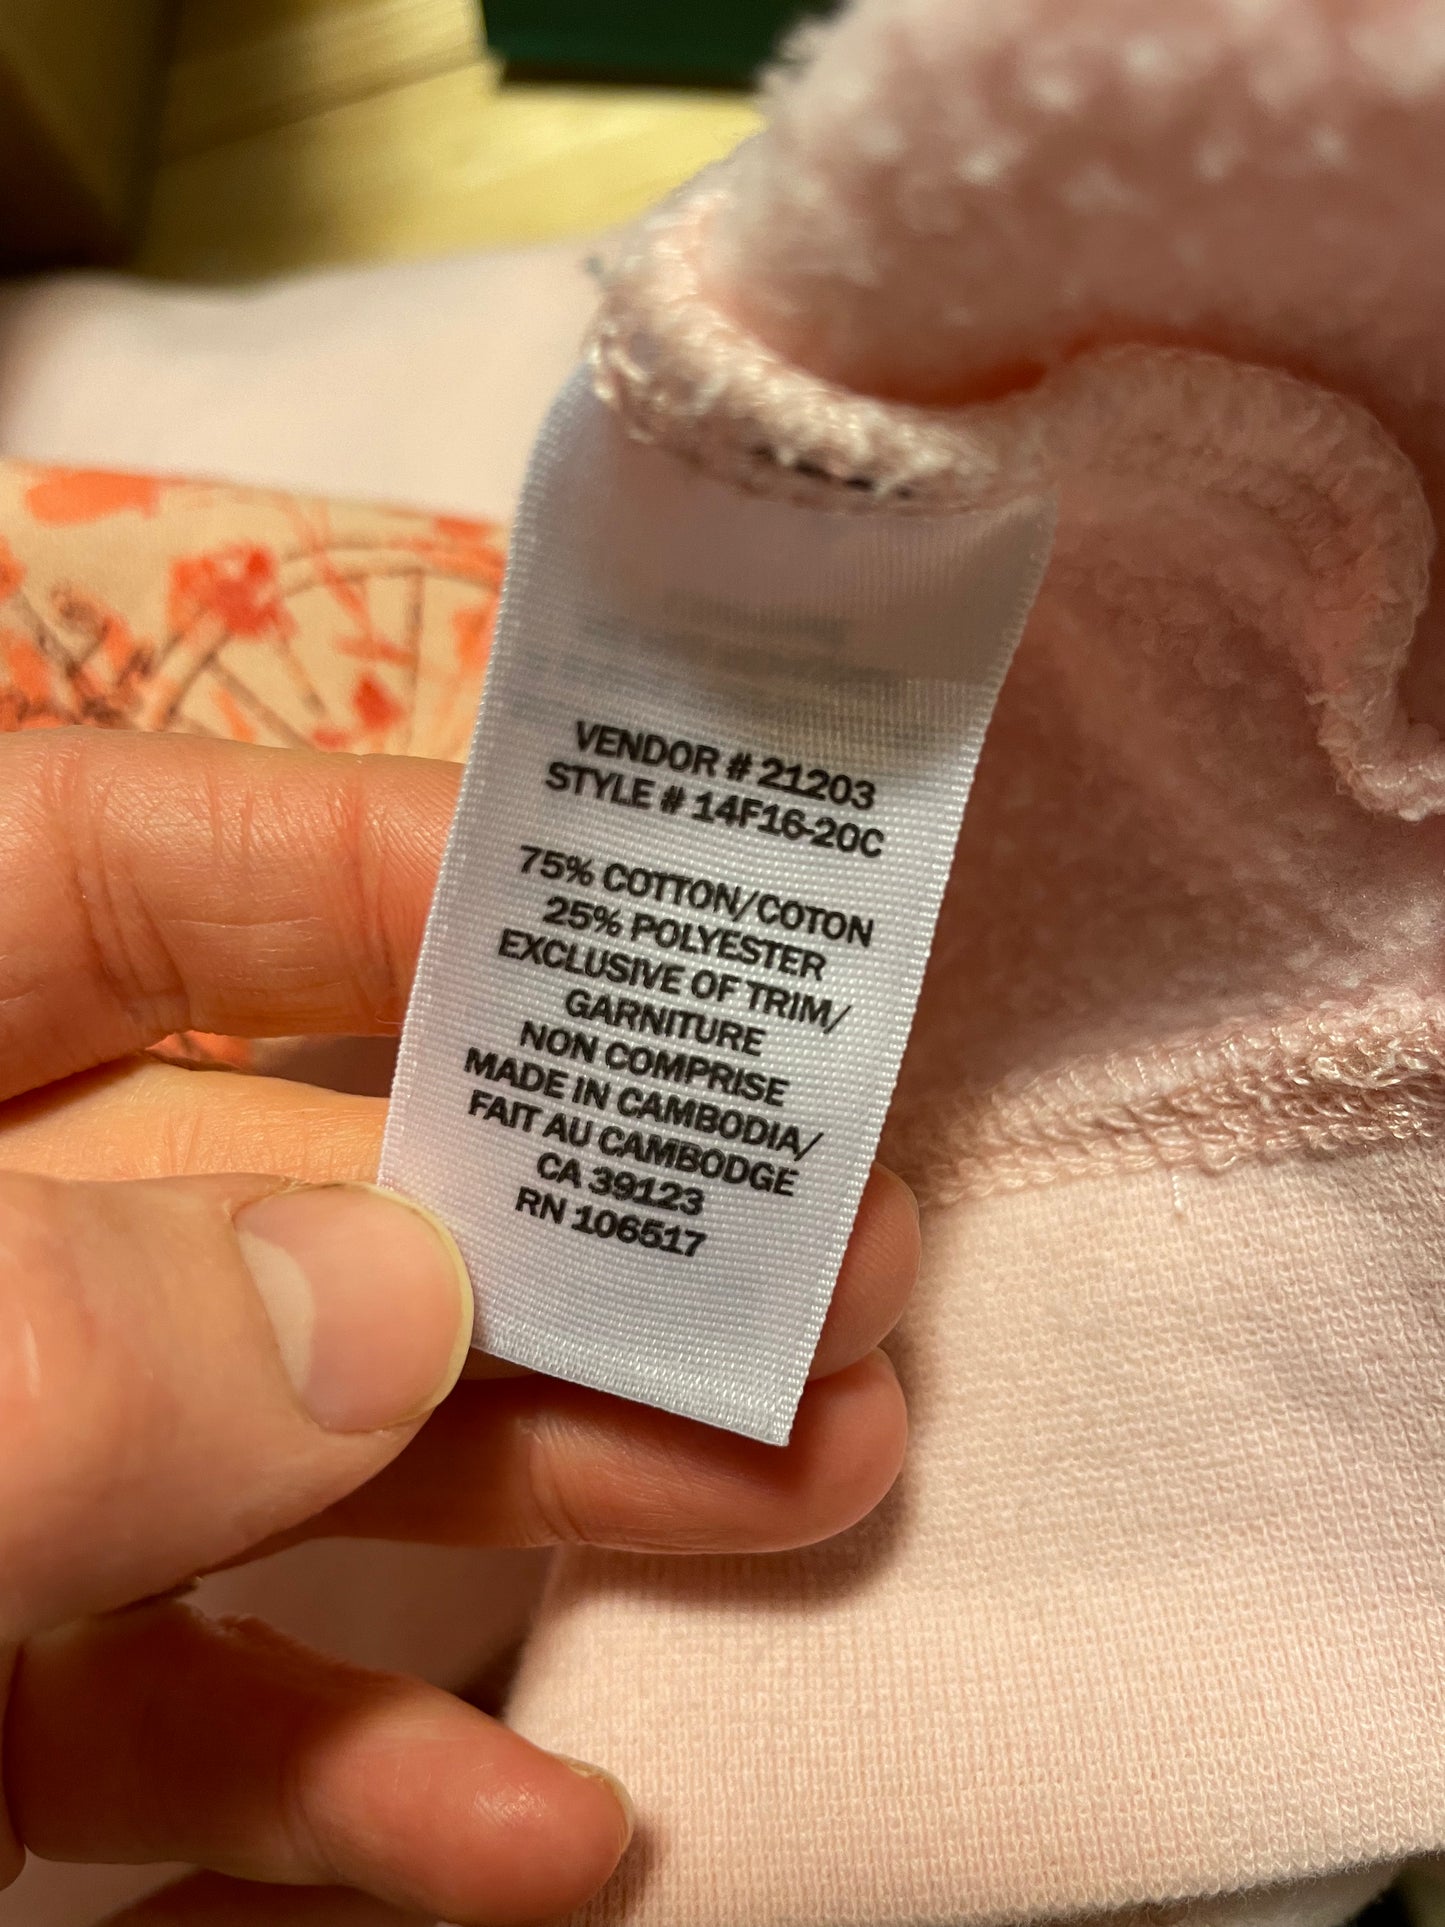 VENDOR # 21203
STYLE # 14F16-20C
75% COTTON/COTON
25% POLYESTER
EXCLUSIVE OF TRIM/
GARNITURE
NON COMPRISE
MADE IN CAMBODIA/
FAIT AU CAMBODGE
CA 39123
RN 106517